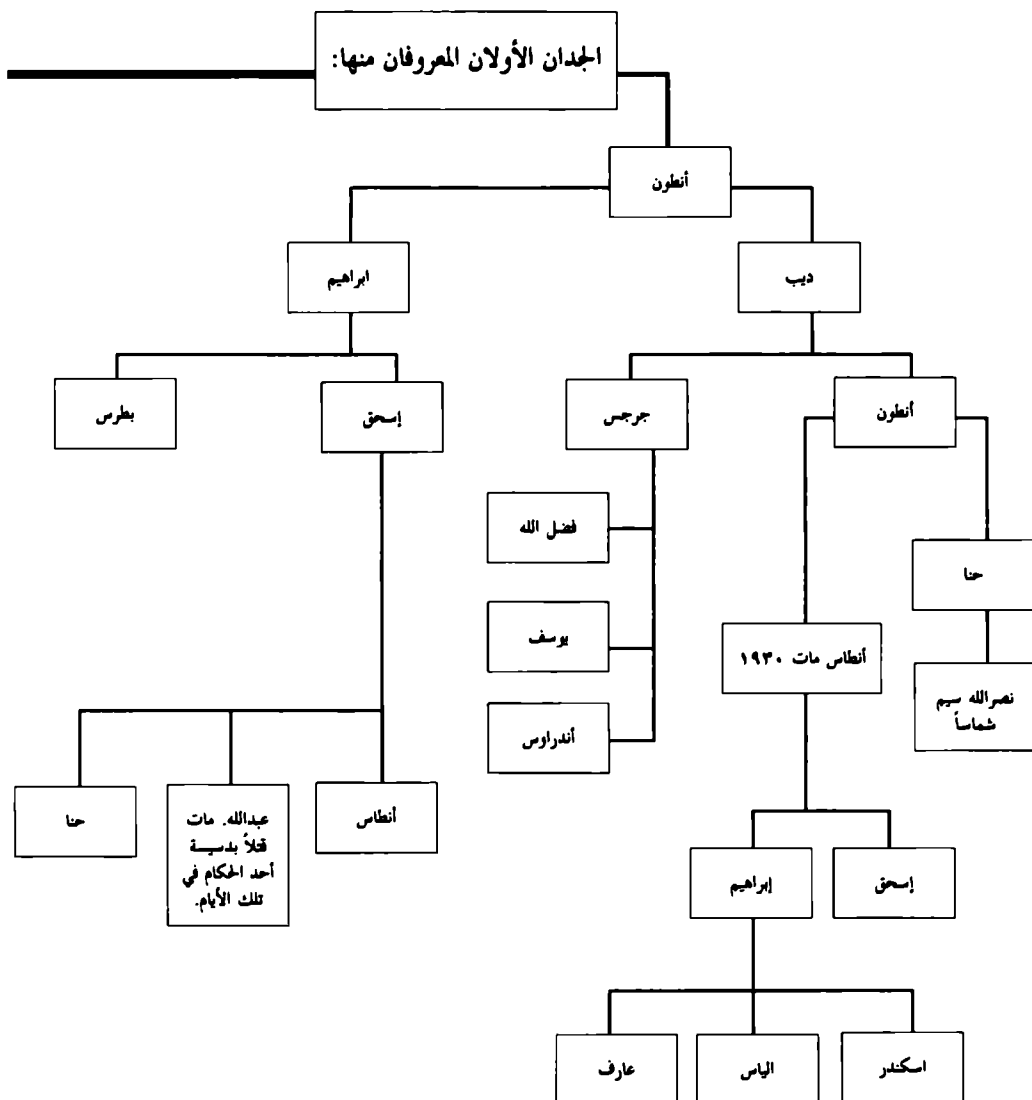 الجدان الأولان المعروفان منها:
أنطون
ديب
ابراهيم
أنطون
جرجس
إسحق
بطرس
فضل الله
حنا
يوسف
أنطاس مات ١٩٣٠
نصرالله سيم
شماساً
أندراوس
أنطاس
عبدالله. مات
قتلاً بدسيسة
أحد الحكام في
تلك الأيام.
حنا
إسحق
إبراهيم
اسكندر
الياس
عارف